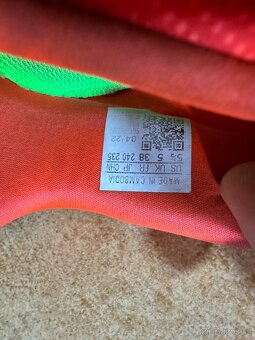 MADE IN CAMBODIA
US UK FR JP CHN
5½ 5 38 240 235
04/22